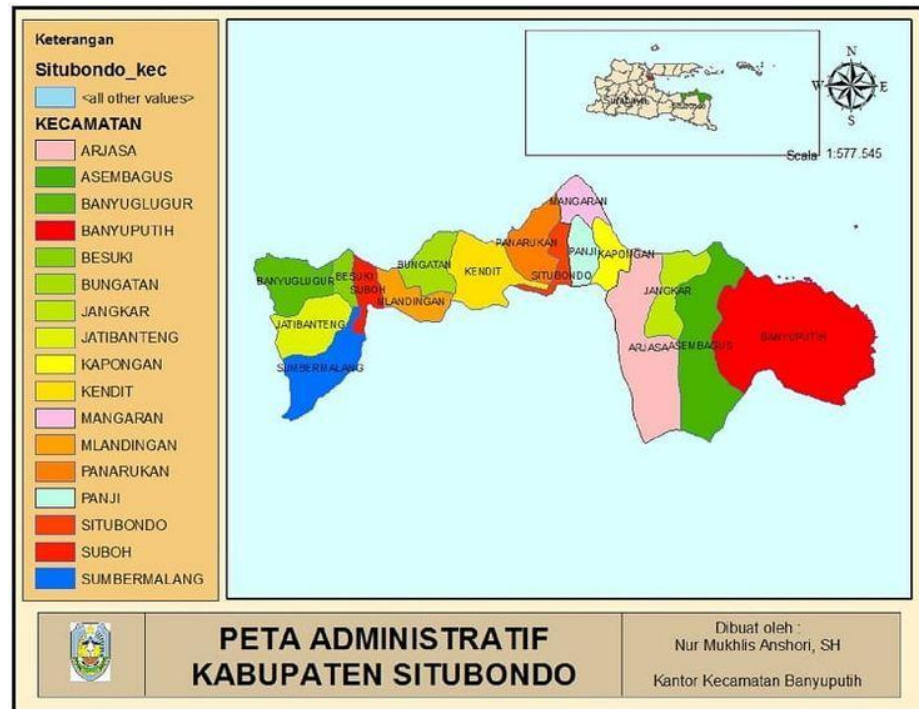 Keterangan
Situbondo_kec
<all other values>
KECAMATAN
ARJASA
ASEMBAGUS
BANYUGLUGUR
BANYUPUTIH
BESUKI
BUNGATAN
JANGKAR
JATIBANTENG
KAPONGAN
KENDIT
MANGARAN
MLANDINGAN
PANARUKAN
PANJI
SITUBONDO
SUBOH
SUMBERMALANG
Surabaya
N
W E
S
Scala 1:577.545
MANGARAN
PANARUKAN
PANJI
KAPONGAN
BUNGATAN
KENDIT
SITUBONDO
BESUKI
BANYUGLUGUR
SUBOH
MLANDINGAN
JANGKAR
JATIBANTENG
ARJASA
ASEMBAGUS
BANYUPUTIH
SUMBERMALANG
PETA ADMINISTRATIF
KABUPATEN SITUBONDO
Dibuat oleh :
Nur Mukhlis Anshori, SH
Kantor Kecamatan Banyuputih